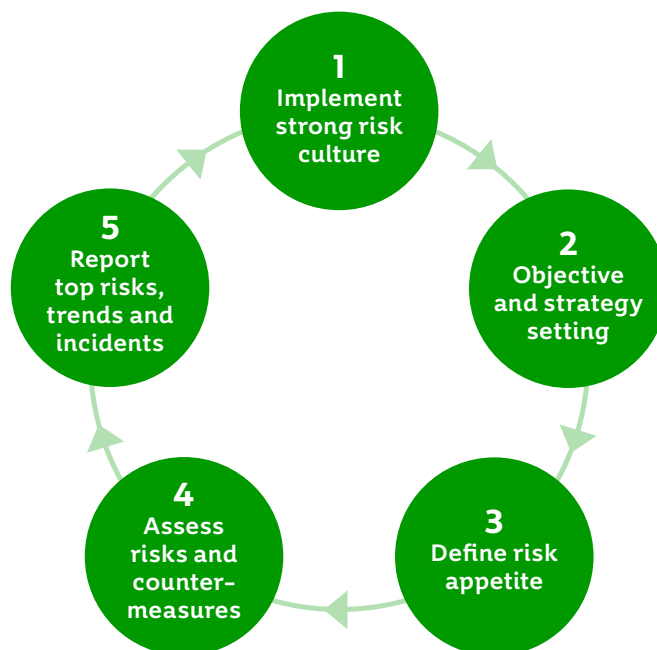 1
Implement
strong risk
culture
2
Objective
and strategy
setting
3
Define risk
appetite
4
Assess
risks and
counter-
measures
5
Report
top risks,
trends and
incidents